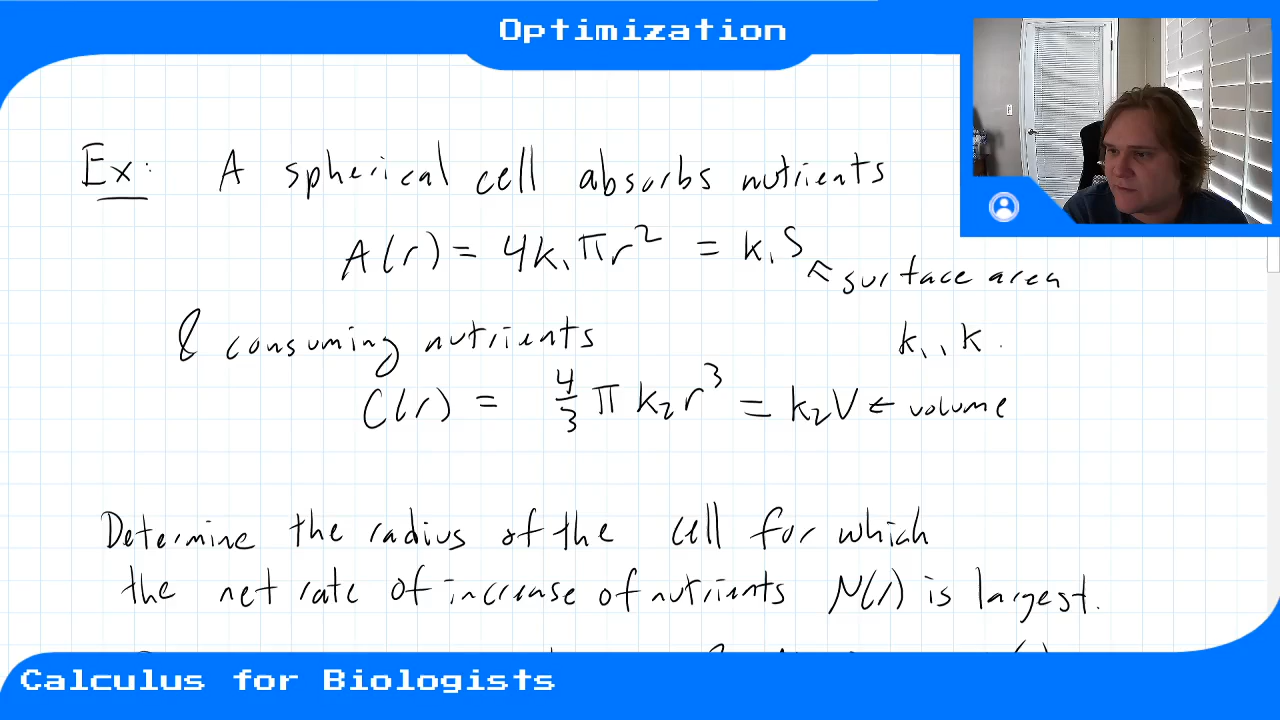 Optimization
Ex: A spherical cell absorbs nutrients
A(r) = 4k₁πr² = k₁S
↖ surface area
& consuming nutrients
k₁, k
C(r) = 4/3 π k₂r³ = k₂V ← volume
Determine the radius of the cell for which
the net rate of increase of nutrients N(r) is largest.
Calculus for Biologists